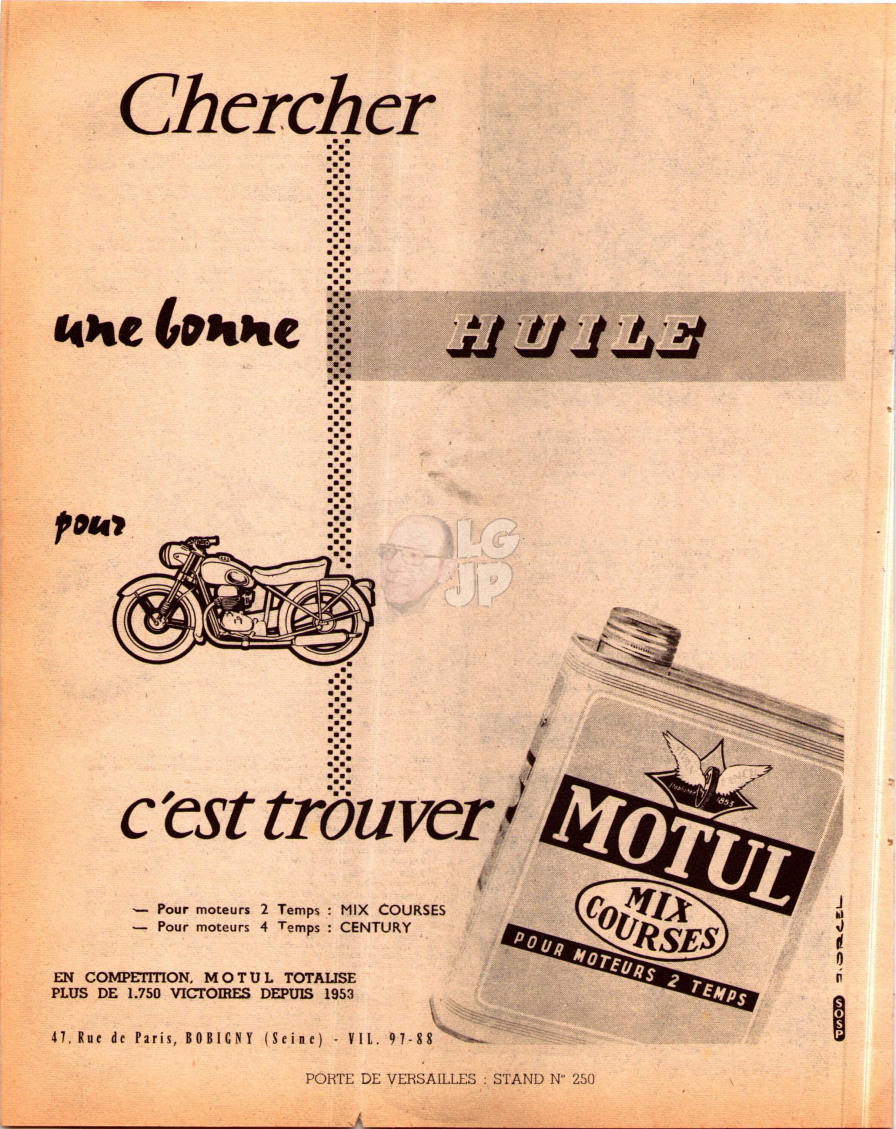 Chercher
une bonne HUILE
pour
LG
JP
c'est trouver
1853
MOTUL
MIX
COURSES
POUR MOTEURS 2 TEMPS
— Pour moteurs 2 Temps : MIX COURSES
— Pour moteurs 4 Temps : CENTURY
EN COMPETITION, MOTUL TOTALISE
PLUS DE 1.750 VICTOIRES DEPUIS 1953
47, Rue de Paris, BOBIGNY (Seine) - VIL. 97-88
SOSP
PORTE DE VERSAILLES : STAND N° 250